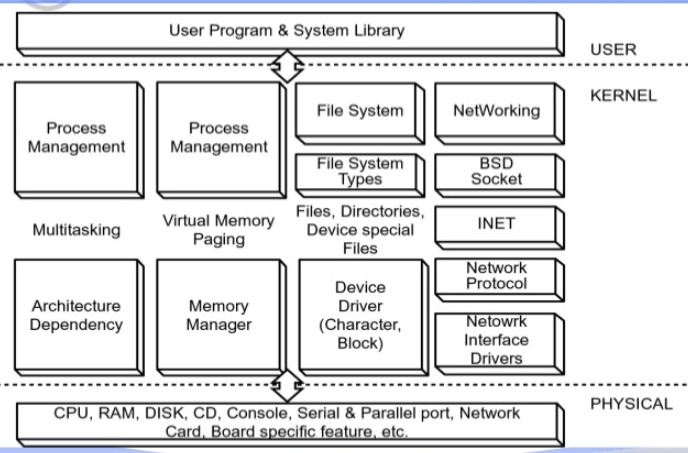 User Program & System Library
USER
KERNEL
Process
Management
Process
Management
File System
NetWorking
File System
Types
BSD
Socket
Multitasking
Virtual Memory
Paging
Files, Directories,
Device special
Files
INET
Architecture
Dependency
Memory
Manager
Device
Driver
(Character,
Block)
Network
Protocol
Netowrk
Interface
Drivers
PHYSICAL
CPU, RAM, DISK, CD, Console, Serial & Parallel port, Network
Card, Board specific feature, etc.